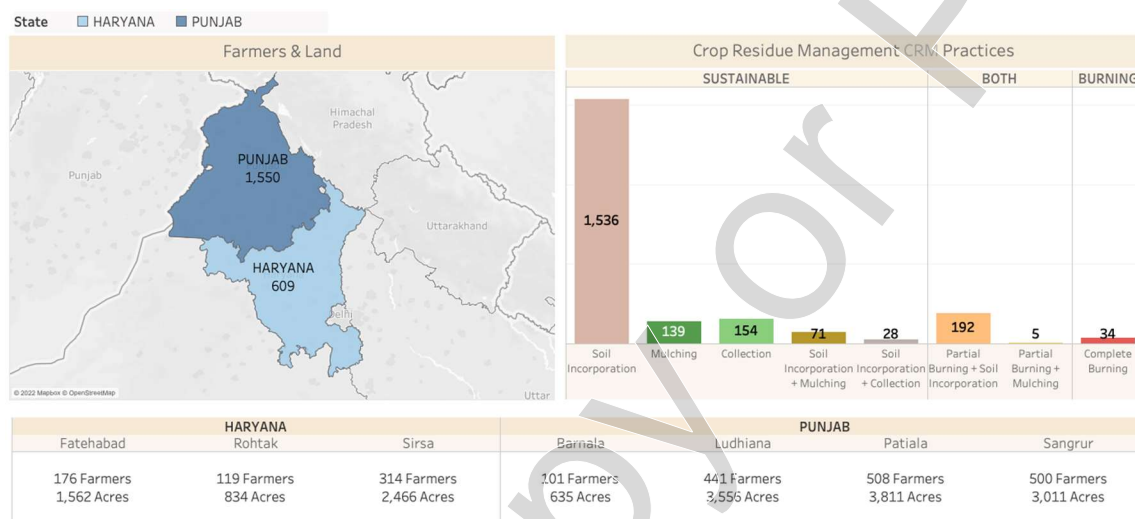 State HARYANA PUNJAB
Farmers & Land
Himachal
Pradesh
Punjab
PUNJAB
1,550
Uttarakhand
HARYANA
609
Delhi
© 2022 Mapbox © OpenStreetMap
Uttar
Crop Residue Management CRM Practices
SUSTAINABLE BOTH BURNING
1,536 139 154 71 28 192 5 34
Soil Mulching Collection Soil Soil Partial Partial Complete
Incorporation Incorporation Incorporation Burning + Soil Burning + Burning
+ Mulching + Collection Incorporation Mulching
HARYANA PUNJAB
Fatehabad Rohtak Sirsa Barnala Ludhiana Patiala Sangrur
176 Farmers 119 Farmers 314 Farmers 101 Farmers 441 Farmers 508 Farmers 500 Farmers
1,562 Acres 834 Acres 2,466 Acres 635 Acres 3,556 Acres 3,811 Acres 3,011 Acres